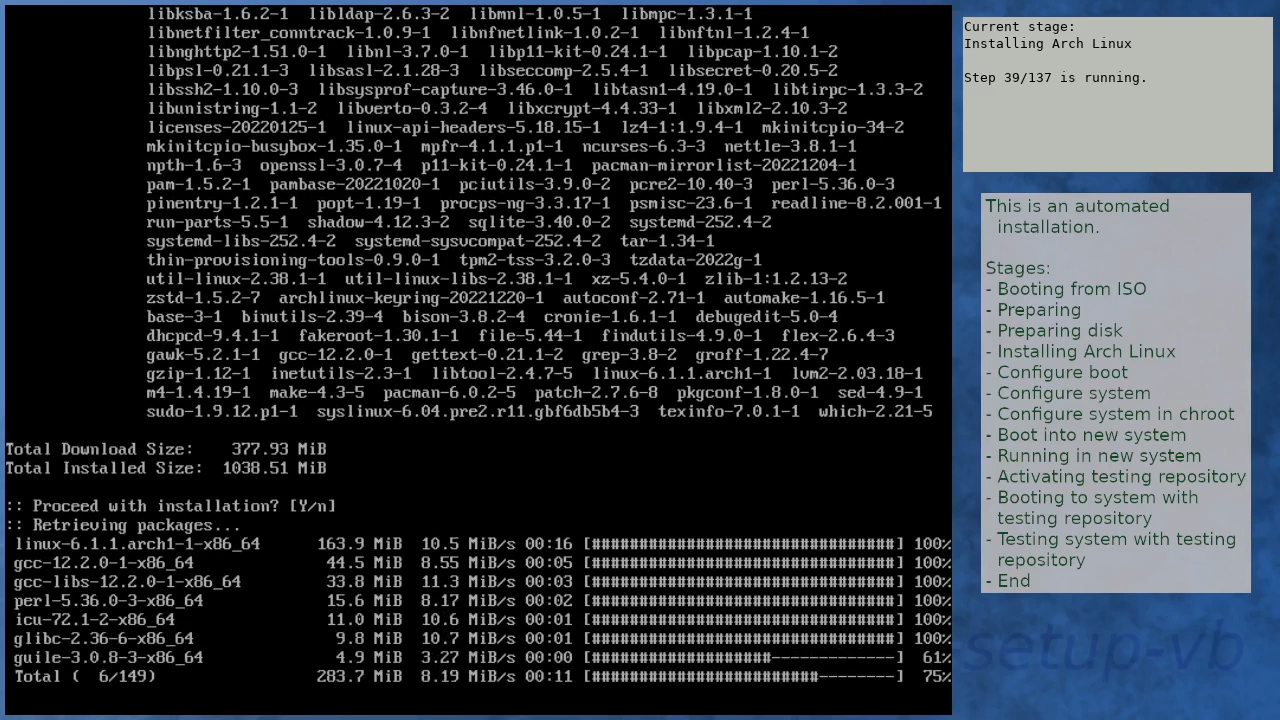 libksba-1.6.2-1 libldap-2.6.3-2 libmnl-1.0.5-1 libmpc-1.3.1-1
libnetfilter_conntrack-1.0.9-1 libnfnetlink-1.0.2-1 libnftnl-1.2.4-1
libnghttp2-1.51.0-1 libnl-3.7.0-1 libp11-kit-0.24.1-1 libpcap-1.10.1-2
libpsl-0.21.1-3 libsasl-2.1.28-3 libseccomp-2.5.4-1 libsecret-0.20.5-2
libssh2-1.10.0-3 libsysprof-capture-3.46.0-1 libtasn1-4.19.0-1 libtirpc-1.3.3-2
libunistring-1.1-2 libverto-0.3.2-4 libxcrypt-4.4.33-1 libxml2-2.10.3-2
licenses-20220125-1 linux-api-headers-5.18.15-1 lz4-1:1.9.4-1 mkinitcpio-34-2
mkinitcpio-busybox-1.35.0-1 mpfr-4.1.1.p1-1 ncurses-6.3-3 nettle-3.8.1-1
npth-1.6-3 openssl-3.0.7-4 p11-kit-0.24.1-1 pacman-mirrorlist-20221204-1
pam-1.5.2-1 pambase-20221020-1 pciutils-3.9.0-2 pcre2-10.40-3 perl-5.36.0-3
pinentry-1.2.1-1 popt-1.19-1 procps-ng-3.3.17-1 psmisc-23.6-1 readline-8.2.001-1
run-parts-5.5-1 shadow-4.12.3-2 sqlite-3.40.0-2 systemd-252.4-2
systemd-libs-252.4-2 systemd-sysvcompat-252.4-2 tar-1.34-1
thin-provisioning-tools-0.9.0-1 tpm2-tss-3.2.0-3 tzdata-2022g-1
util-linux-2.38.1-1 util-linux-libs-2.38.1-1 xz-5.4.0-1 zlib-1:1.2.13-2
zstd-1.5.2-7 archlinux-keyring-20221220-1 autoconf-2.71-1 automake-1.16.5-1
base-3-1 binutils-2.39-4 bison-3.8.2-4 cronie-1.6.1-1 debugedit-5.0-4
dhcpcd-9.4.1-1 fakeroot-1.30.1-1 file-5.44-1 findutils-4.9.0-1 flex-2.6.4-3
gawk-5.2.1-1 gcc-12.2.0-1 gettext-0.21.1-2 grep-3.8-2 groff-1.22.4-7
gzip-1.12-1 inetutils-2.3-1 libtool-2.4.7-5 linux-6.1.1.arch1-1 lvm2-2.03.18-1
m4-1.4.19-1 make-4.3-5 pacman-6.0.2-5 patch-2.7.6-8 pkgconf-1.8.0-1 sed-4.9-1
sudo-1.9.12.p1-1 syslinux-6.04.pre2.r11.gbf6db5b4-3 texinfo-7.0.1-1 which-2.21-5
Total Download Size: 377.93 MiB
Total Installed Size: 1038.51 MiB
:: Proceed with installation? [Y/n]
:: Retrieving packages...
linux-6.1.1.arch1-1-x86_64 163.9 MiB 10.5 MiB/s 00:16 [################################] 100%
gcc-12.2.0-1-x86_64 44.5 MiB 8.55 MiB/s 00:05 [################################] 100%
gcc-libs-12.2.0-1-x86_64 33.8 MiB 11.3 MiB/s 00:03 [################################] 100%
perl-5.36.0-3-x86_64 15.6 MiB 8.17 MiB/s 00:02 [################################] 100%
icu-72.1-2-x86_64 11.0 MiB 10.6 MiB/s 00:01 [################################] 100%
glibc-2.36-6-x86_64 9.8 MiB 10.7 MiB/s 00:01 [################################] 100%
guile-3.0.8-3-x86_64 4.9 MiB 3.27 MiB/s 00:00 [###################-------------] 61%
Total ( 6/149) 283.7 MiB 8.19 MiB/s 00:11 [########################--------] 75%
Current stage:
Installing Arch Linux
Step 39/137 is running.
This is an automated
installation.
Stages:
- Booting from ISO
- Preparing
- Preparing disk
- Installing Arch Linux
- Configure boot
- Configure system
- Configure system in chroot
- Boot into new system
- Running in new system
- Activating testing repository
- Booting to system with
testing repository
- Testing system with testing
repository
- End
setup-vb